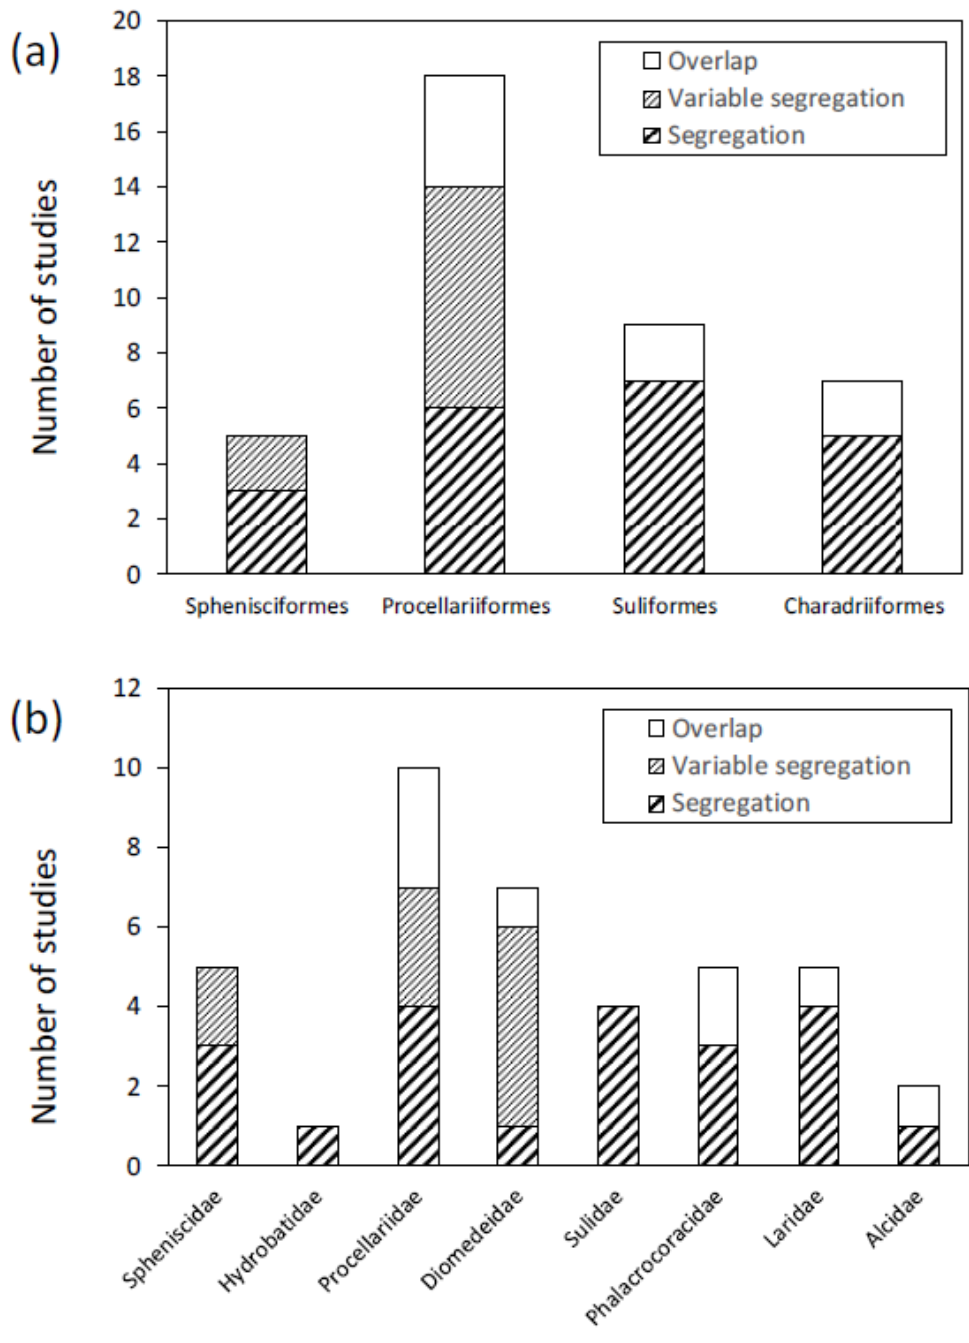 (a)
20
18
16
14
12
10
8
6
4
2
0
Number of studies
Overlap
Variable segregation
Segregation
Sphenisciformes Procellariiformes Suliformes Charadriiformes
(b)
12
10
8
6
4
2
0
Number of studies
Overlap
Variable segregation
Segregation
Spheniscidae
Hydrobatidae
Procellariidae
Diomedeidae
Sulidae
Phalacrocoracidae
Laridae
Alcidae